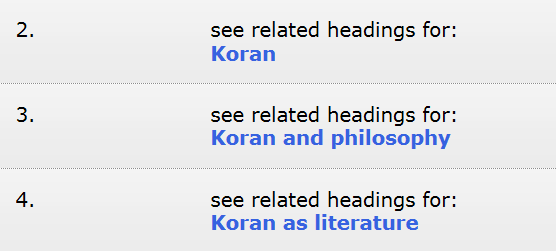 2. see related headings for:
Koran
3. see related headings for:
Koran and philosophy
4. see related headings for:
Koran as literature